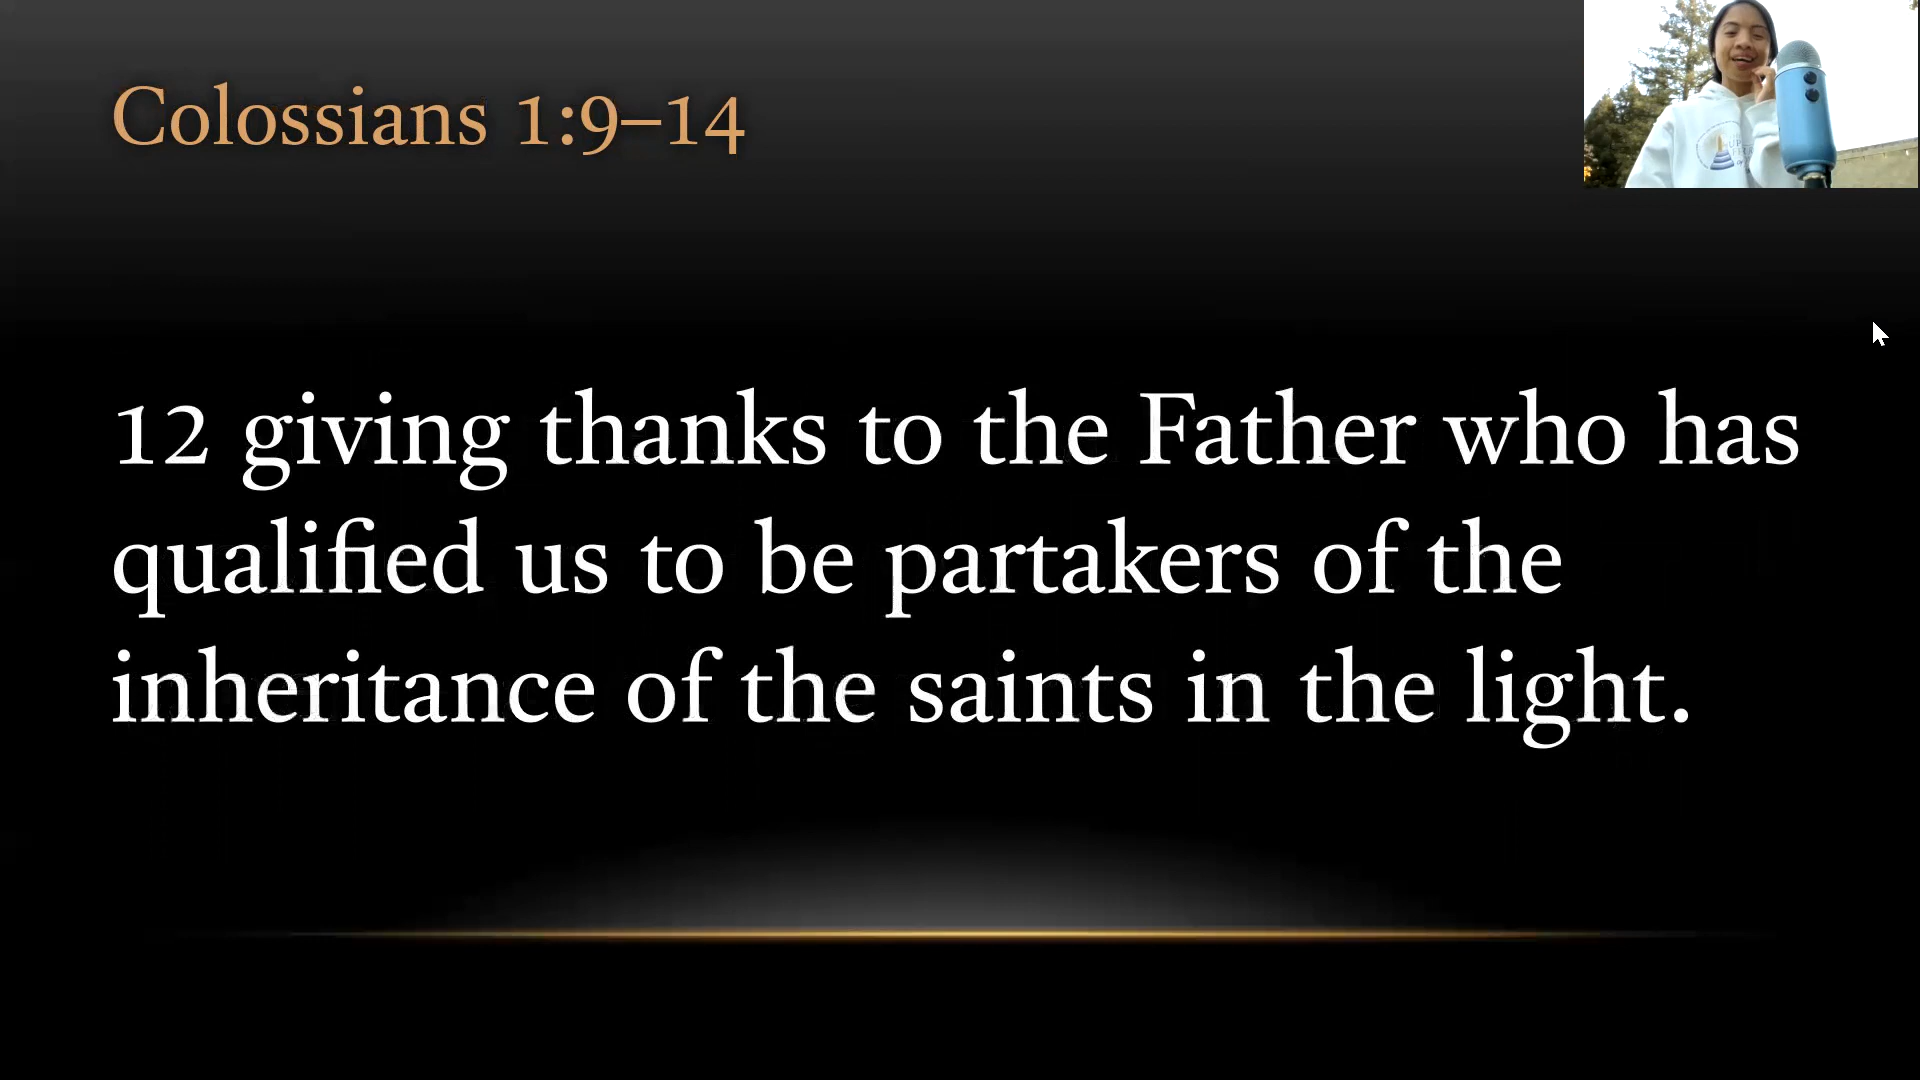 Colossians 1:9–14
12 giving thanks to the Father who has
qualified us to be partakers of the
inheritance of the saints in the light.